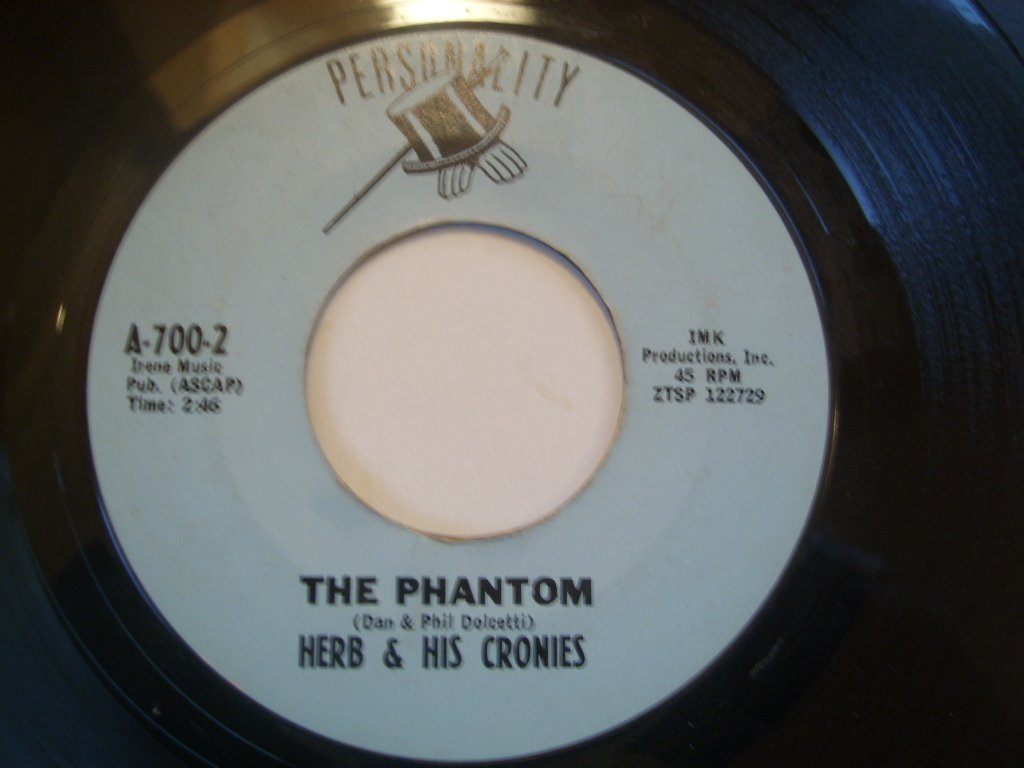 PERSONALITY
A-700-2
Irene Music
Pub. (ASCAP)
Time: 2:46
IMK
Productions, Inc.
45 RPM
ZTSP 122729
THE PHANTOM
(Dan & Phil Dolcetti)
HERB & HIS CRONIES